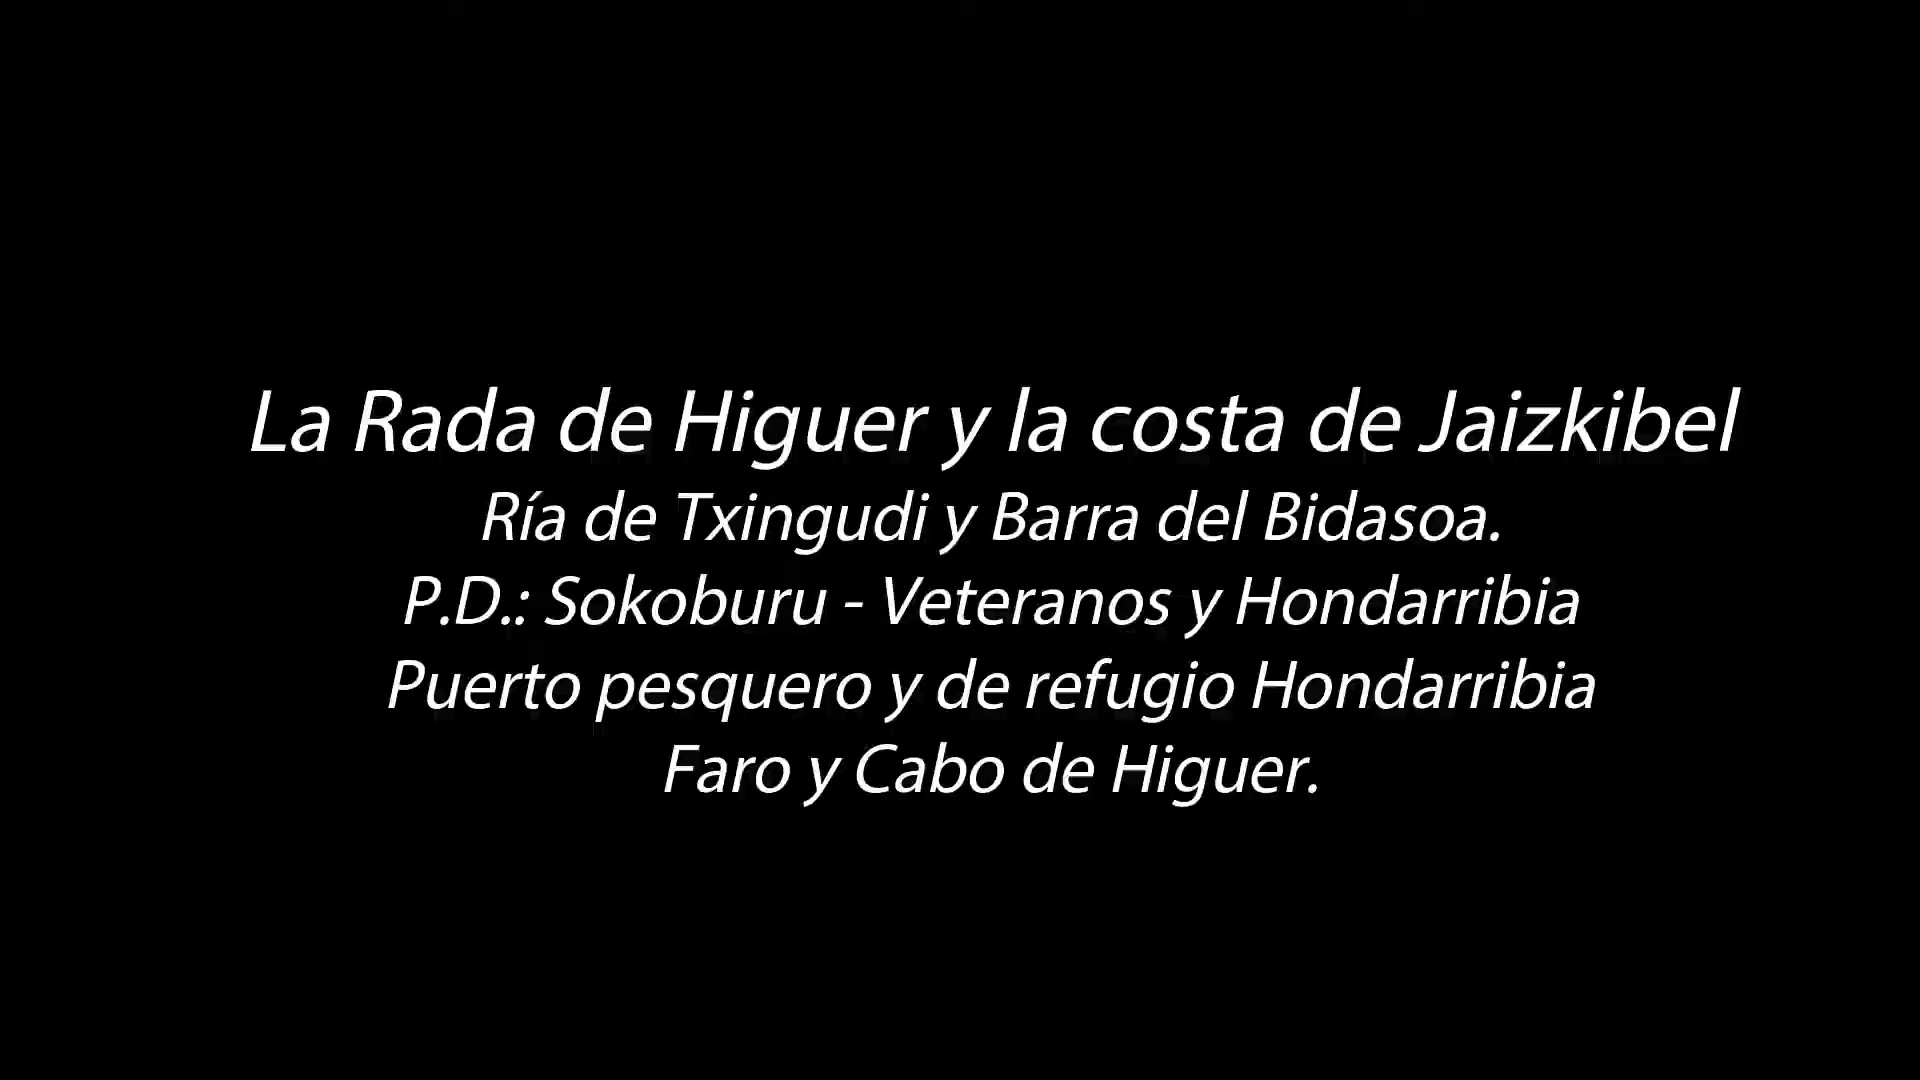 La Rada de Higuer y la costa de Jaizkibel
Ría de Txingudi y Barra del Bidasoa.
P.D.: Sokoburu - Veteranos y Hondarribia
Puerto pesquero y de refugio Hondarribia
Faro y Cabo de Higuer.